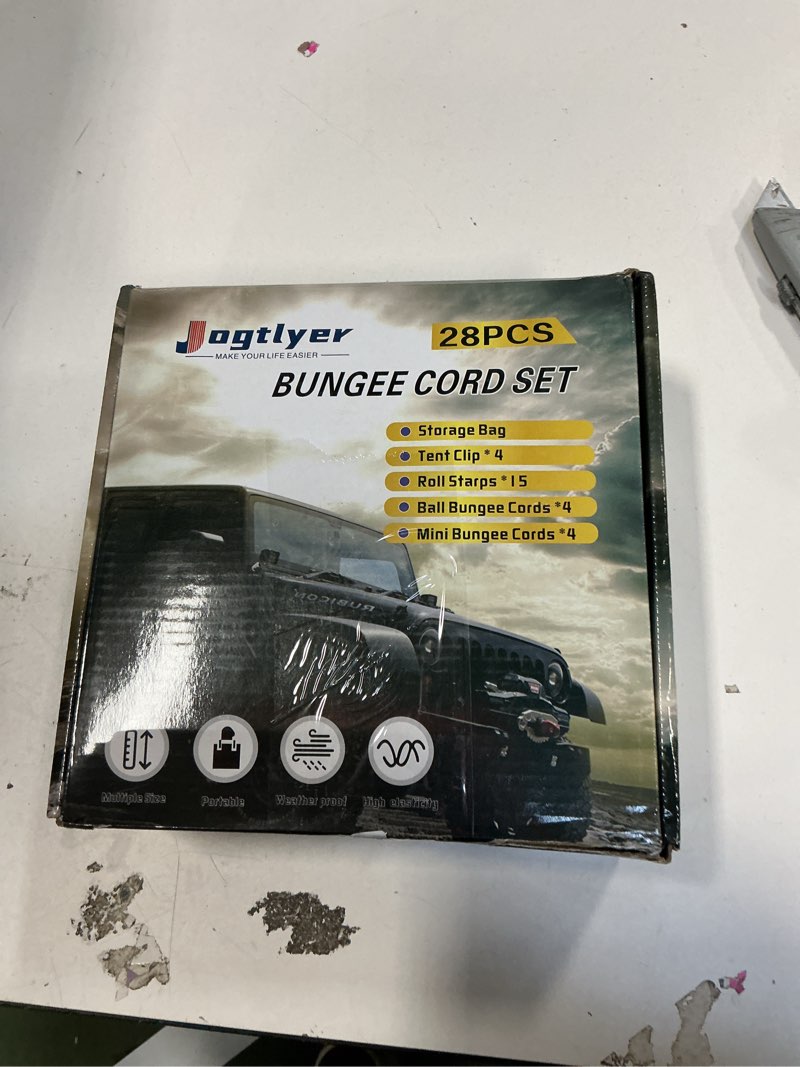 Jogtlyer
MAKE YOUR LIFE EASIER
28PCS
BUNGEE CORD SET
Storage Bag
Tent Clip * 4
Roll Starps * 15
Ball Bungee Cords *4
Mini Bungee Cords *4
RUBICON
Multiple Size
Portable
Weather proof
High elasticity